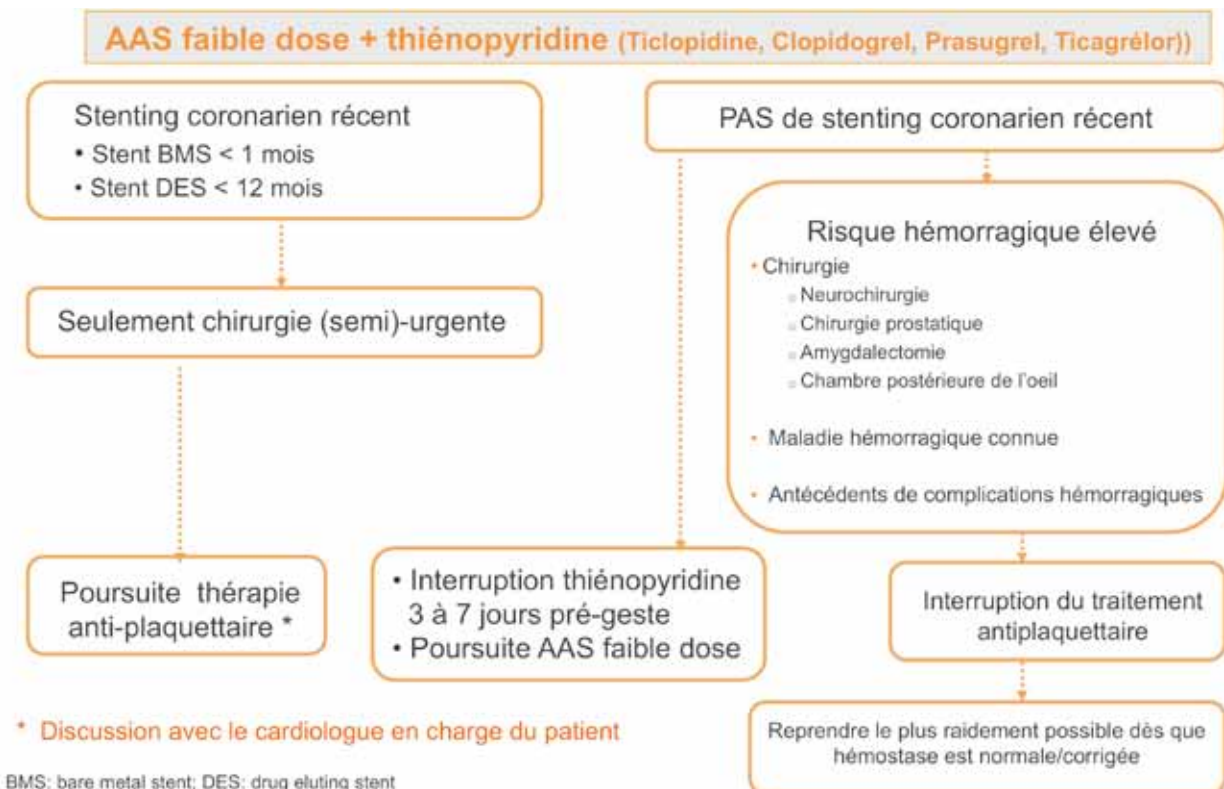 AAS faible dose + thiénopyridine (Ticlopidine, Clopidogrel, Prasugrel, Ticagrélor))
Stenting coronarien récent
• Stent BMS < 1 mois
• Stent DES < 12 mois
Seulement chirurgie (semi)-urgente
Poursuite thérapie
anti-plaquettaire *
PAS de stenting coronarien récent
• Interruption thiénopyridine
3 à 7 jours pré-geste
• Poursuite AAS faible dose
Risque hémorragique élevé
• Chirurgie
Neurochirurgie
Chirurgie prostatique
Amygdalectomie
Chambre postérieure de l'oeil
• Maladie hémorragique connue
• Antécédents de complications hémorragiques
Interruption du traitement
antiplaquettaire
Reprendre le plus raidement possible dès que
hémostase est normale/corrigée
* Discussion avec le cardiologue en charge du patient
BMS: bare metal stent; DES: drug eluting stent